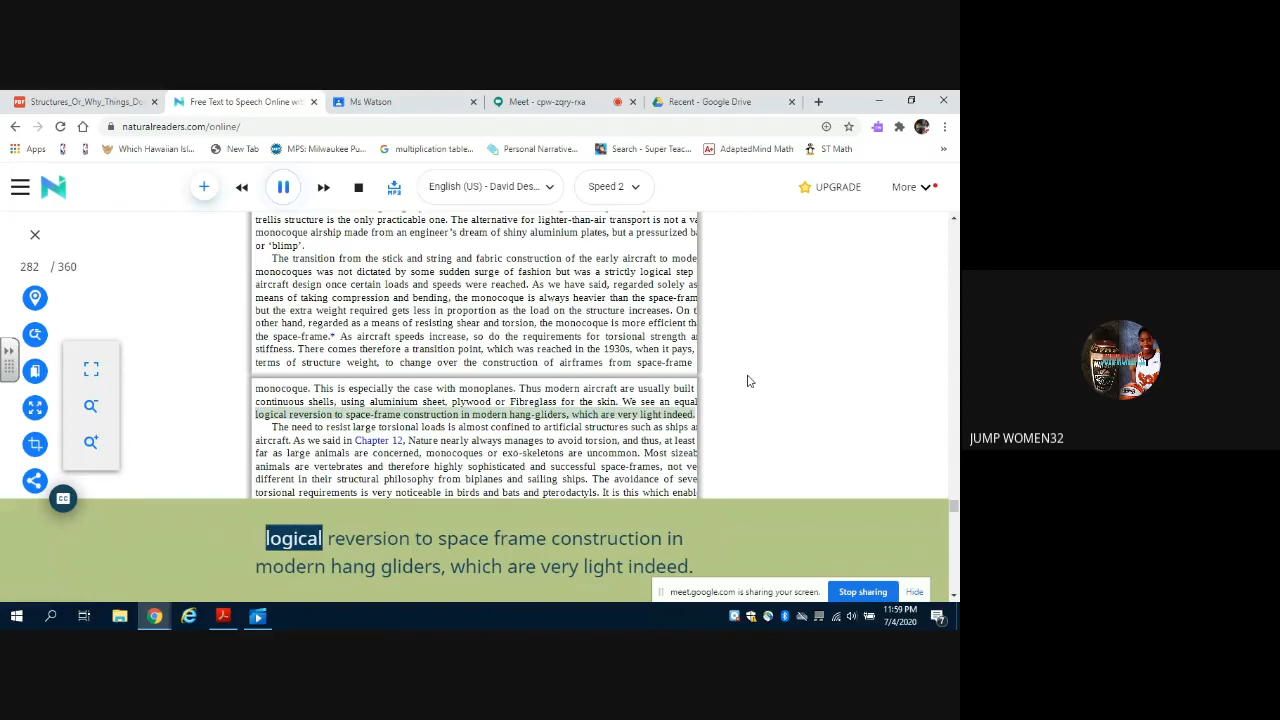 Structures_Or_Why_Things_Do
Free Text to Speech Online wit
Ms Watson
Meet - cpw-zqry-rxa
Recent - Google Drive
naturalreaders.com/online/
Apps
Which Hawaiian Isl...
New Tab
MPS: Milwaukee Pu...
multiplication table...
Personal Narrative...
Search - Super Teac...
AdaptedMind Math
ST Math
»
MP3
English (US) - David Des...
Speed 2
UPGRADE
More
282 / 360
trellis structure is the only practicable one. The alternative for lighter-than-air transport is not a va
monocoque airship made from an engineer's dream of shiny aluminium plates, but a pressurized ba
or 'blimp'.
The transition from the stick and string and fabric construction of the early aircraft to mode
monocoques was not dictated by some sudden surge of fashion but was a strictly logical step
aircraft design once certain loads and speeds were reached. As we have said, regarded solely as
means of taking compression and bending, the monocoque is always heavier than the space-fram
but the extra weight required gets less in proportion as the load on the structure increases. On t
other hand, regarded as a means of resisting shear and torsion, the monocoque is more efficient th
the space-frame.* As aircraft speeds increase, so do the requirements for torsional strength a
stiffness. There comes therefore a transition point, which was reached in the 1930s, when it pays,
terms of structure weight, to change over the construction of airframes from space-frame
monocoque. This is especially the case with monoplanes. Thus modern aircraft are usually built
continuous shells, using aluminium sheet, plywood or Fibreglass for the skin. We see an equal
logical reversion to space-frame construction in modern hang-gliders, which are very light indeed.
The need to resist large torsional loads is almost confined to artificial structures such as ships a
aircraft. As we said in Chapter 12, Nature nearly always manages to avoid torsion, and thus, at least
far as large animals are concerned, monocoques or exo-skeletons are uncommon. Most sizeab
animals are vertebrates and therefore highly sophisticated and successful space-frames, not ve
different in their structural philosophy from biplanes and sailing ships. The avoidance of seve
torsional requirements is very noticeable in birds and bats and pterodactyls. It is this which enabl
CC
logical reversion to space frame construction in
modern hang gliders, which are very light indeed.
meet.google.com is sharing your screen.
Stop sharing
Hide
11:59 PM
7/4/2020
7
JUMP WOMEN32